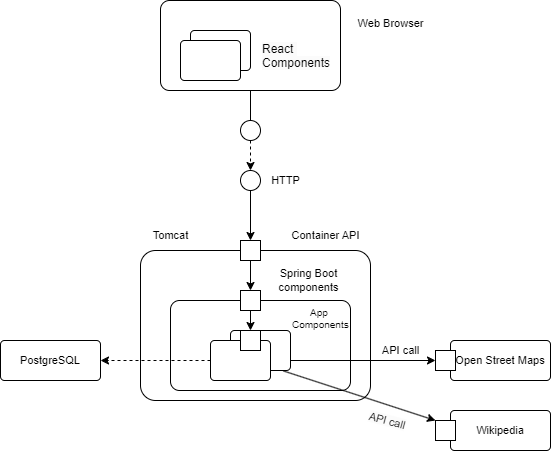 Web Browser
React
Components
HTTP
Tomcat
Container API
Spring Boot
components
App
Components
PostgreSQL
API call
Open Street Maps
API call
Wikipedia